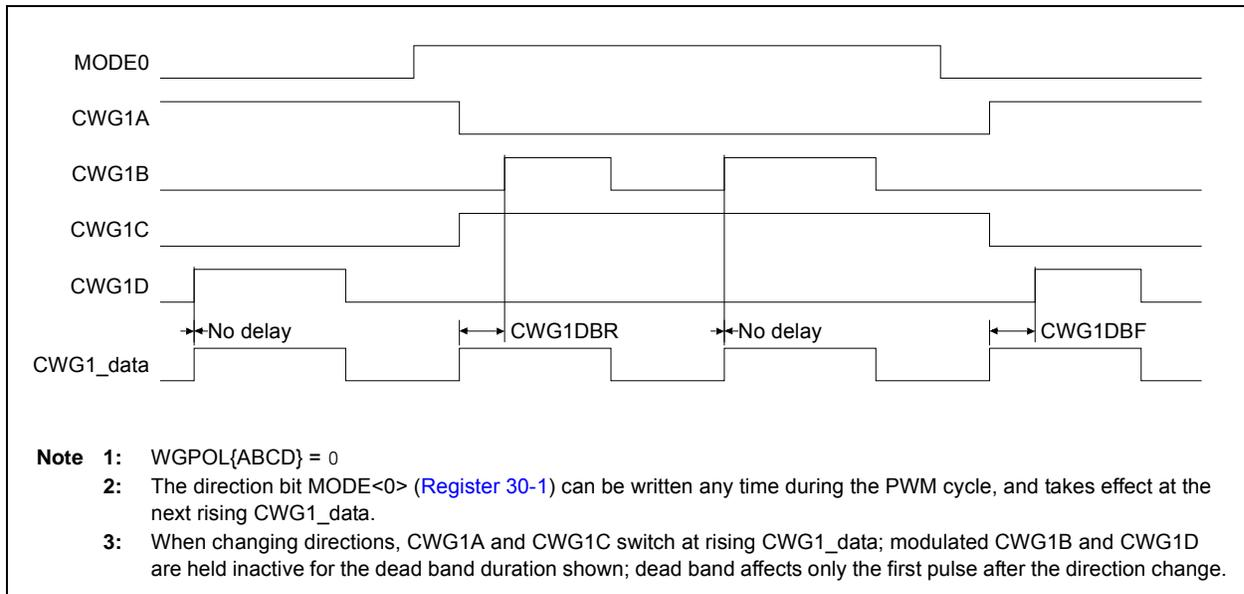 MODE0
CWG1A
CWG1B
CWG1C
CWG1D
No delay CWG1DBR No delay CWG1DBF
CWG1_data
Note 1: WGPOL{ABCD} = 0
2: The direction bit MODE<0> (Register 30-1) can be written any time during the PWM cycle, and takes effect at the
next rising CWG1_data.
3: When changing directions, CWG1A and CWG1C switch at rising CWG1_data; modulated CWG1B and CWG1D
are held inactive for the dead band duration shown; dead band affects only the first pulse after the direction change.